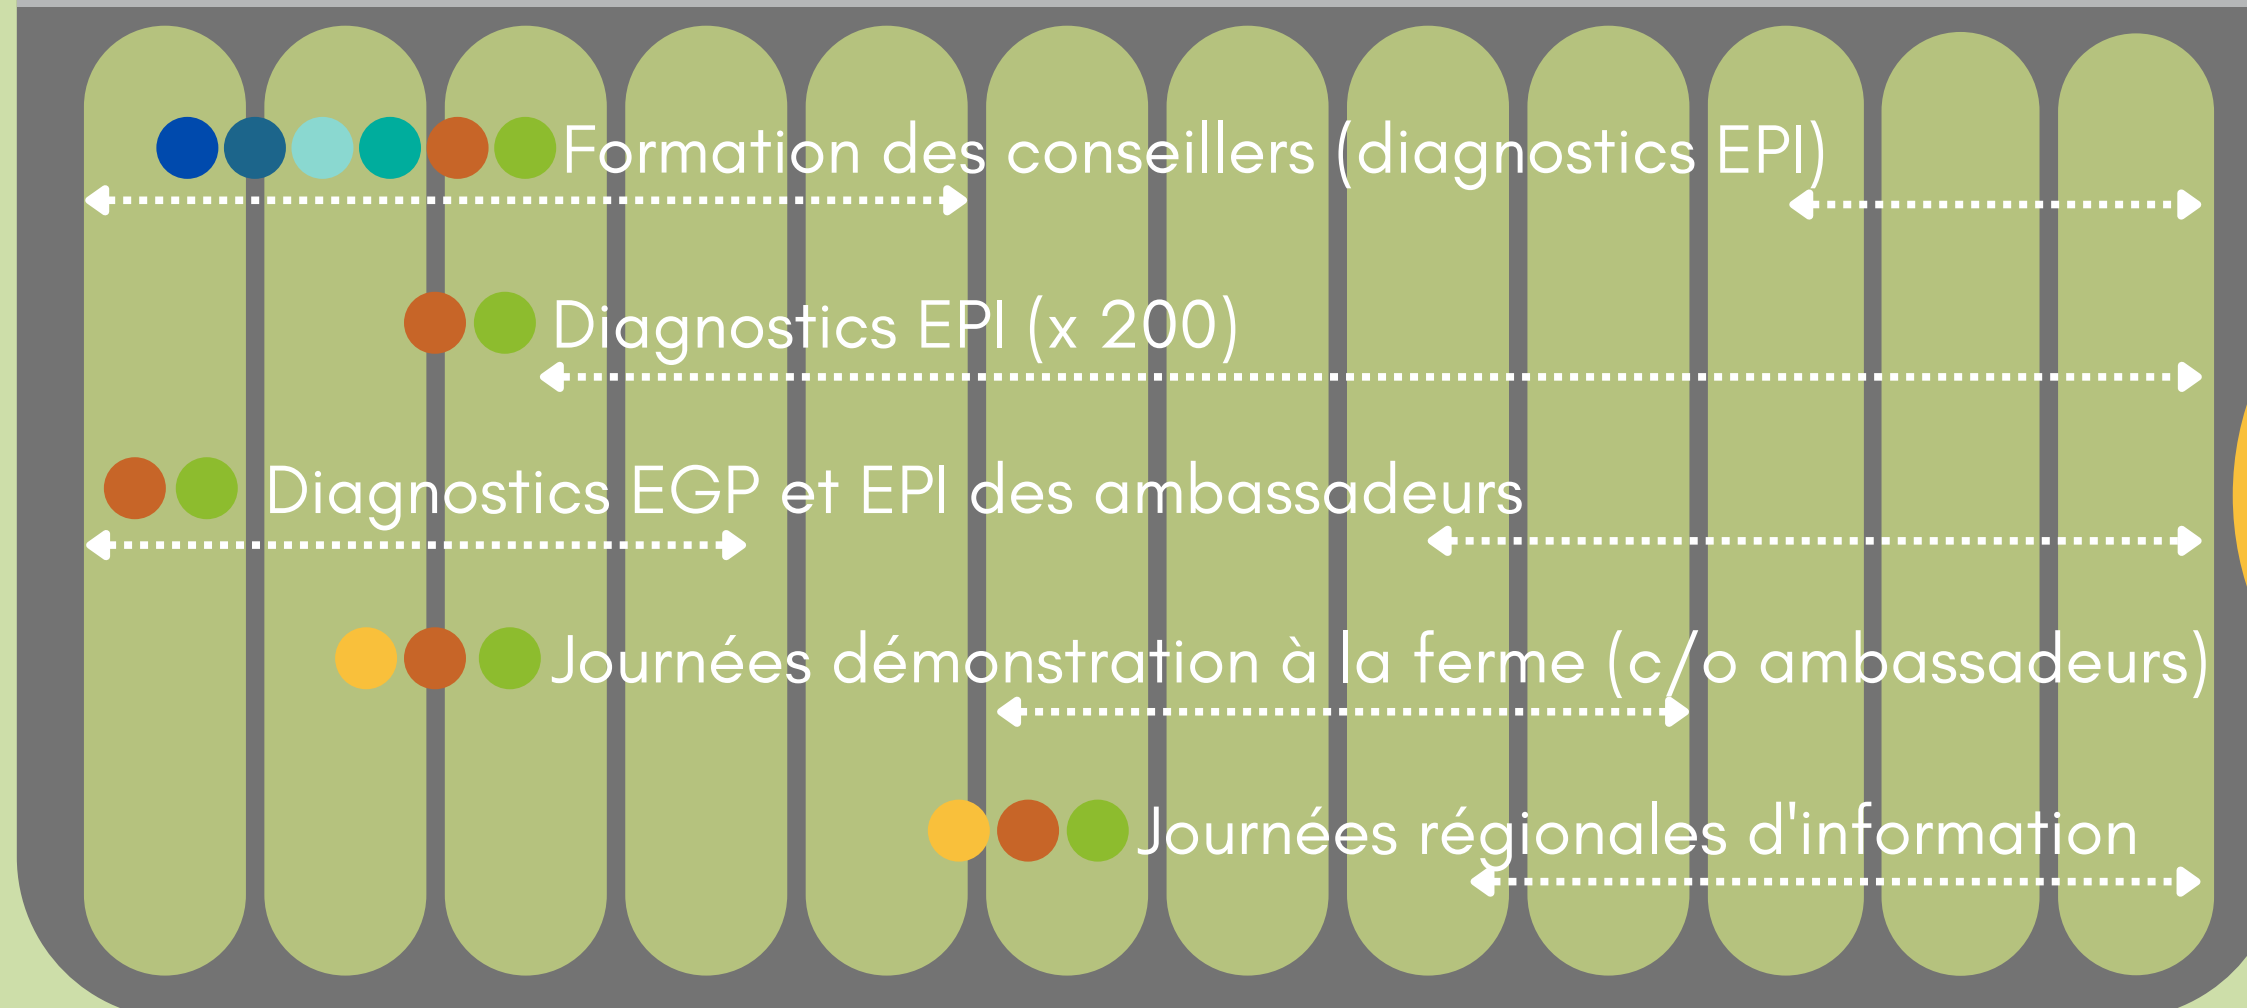 Formation des conseillers (diagnostics EPI)
Diagnostics EPI (x 200)
Diagnostics EGP et EPI des ambassadeurs
Journées démonstration à la ferme (c/o ambassadeurs)
Journées régionales d'information